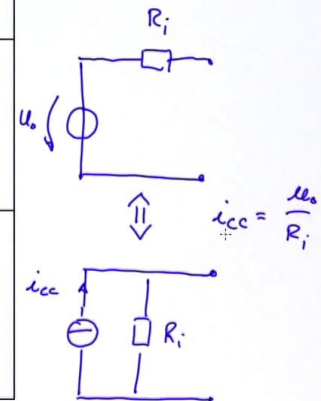 Ri
u₀
icc = u₀/Ri
icc
Ri